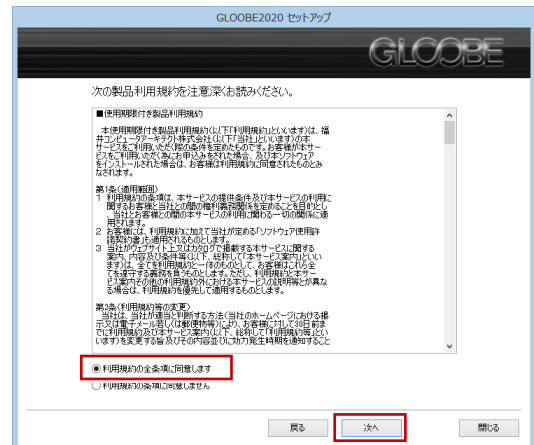 GLOOBE2020 セットアップ
GLOOBE
次の製品利用規約を注意深くお読みください。
■使用期限付き製品利用規約
本使用期限付き製品利用規約(以下「利用規約」といいます)は、福
井コンピュータアーキテクト株式会社(以下「当社」といいます)の本
サービスをご利用いただく際の条件を定めたものです。お客様が本サー
ビスをご利用いただく為にお申込みをされた場合、及び本ソフトウェア
をインストールされた場合は、お客様は利用規約に同意されたものとみ
なされます。
第1条(適用範囲)
1 利用規約の条項は、本サービスの提供条件及び本サービスの利用に
関するお客様と当社との間の権利義務関係を定めることを目的とし
、当社とお客様との間の本サービスの利用に関わる一切の関係に適
用されます。
2 お客様には、利用規約に加えて当社が定める「ソフトウェア使用許
諾契約書」も適用されるものとします。
3 当社がウェブサイト上又はカタログで掲載する本サービスに関する
案内、内容及び条件等(以下、総称して「本サービス案内」といい
ます)は、全てを利用規約と一体のものとして、お客様はこれら全
てを遵守する義務を負うものとします。ただし、利用規約と本サー
ビス案内その他の利用規約外における本サービスの説明等とが異な
る場合は、利用規約を優先して適用するものとします。
第2条(利用規約等の変更)
当社は、当社が適当と判断する方法(当社のホームページにおける掲
示又は電子メール若しくは郵便物等)により、お客様に対して30日前ま
でに利用規約及び本サービス案内(以下、総称して「利用規約等」とい
います)を変更する旨及びその内容並びに効力発生時期を通知すること
利用規約の全条項に同意します
利用規約の条項に同意しません
戻る 次へ 閉じる